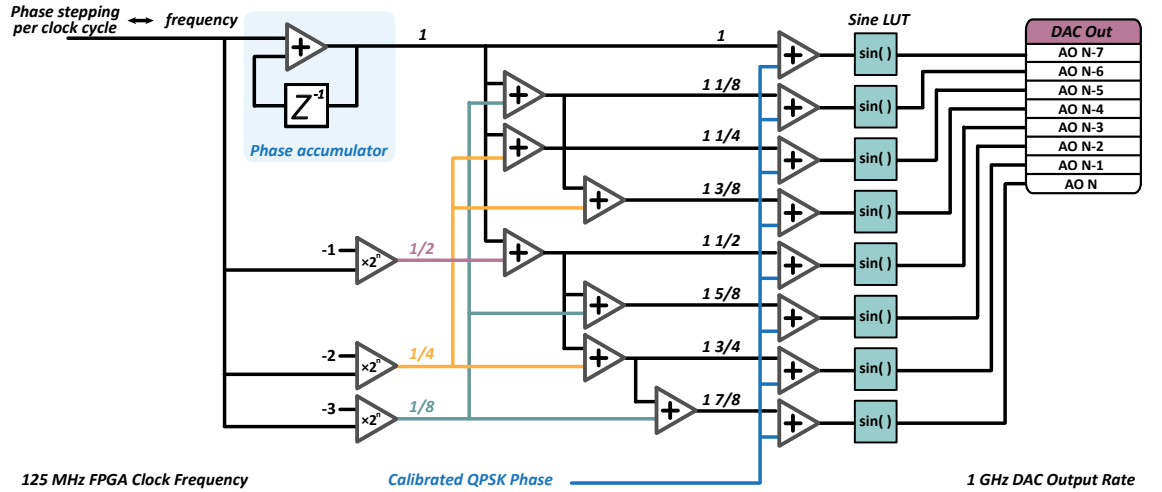 Phase stepping per clock cycle ↔ frequency
+
Z⁻¹
Phase accumulator
1
1
+
sin( )
Sine LUT
DAC Out
AO N-7
AO N-6
AO N-5
AO N-4
AO N-3
AO N-2
AO N-1
AO N
+
1 1/8
+
sin( )
+
1 1/4
+
sin( )
+
1 3/8
+
sin( )
-1
×2ⁿ
1/2
+
1 1/2
+
sin( )
+
1 5/8
+
sin( )
-2
×2ⁿ
1/4
+
1 3/4
+
sin( )
-3
×2ⁿ
1/8
+
1 7/8
+
sin( )
125 MHz FPGA Clock Frequency
Calibrated QPSK Phase
1 GHz DAC Output Rate